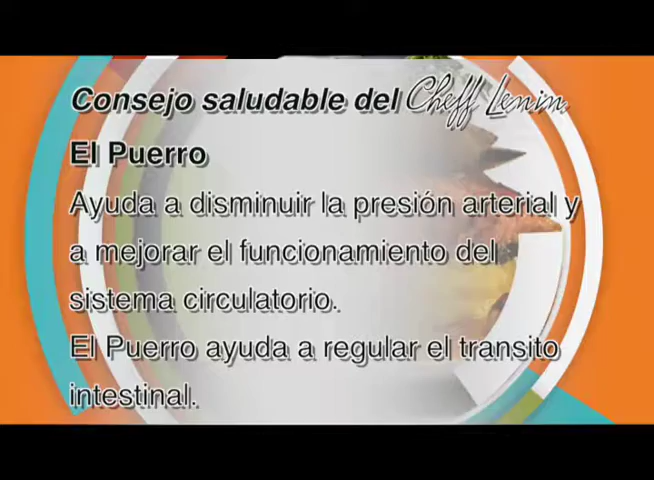 Consejo saludable del Cheff Lenin.
El Puerro
Ayuda a disminuir la presión arterial y
a mejorar el funcionamiento del
sistema circulatorio.
El Puerro ayuda a regular el transito
intestinal.